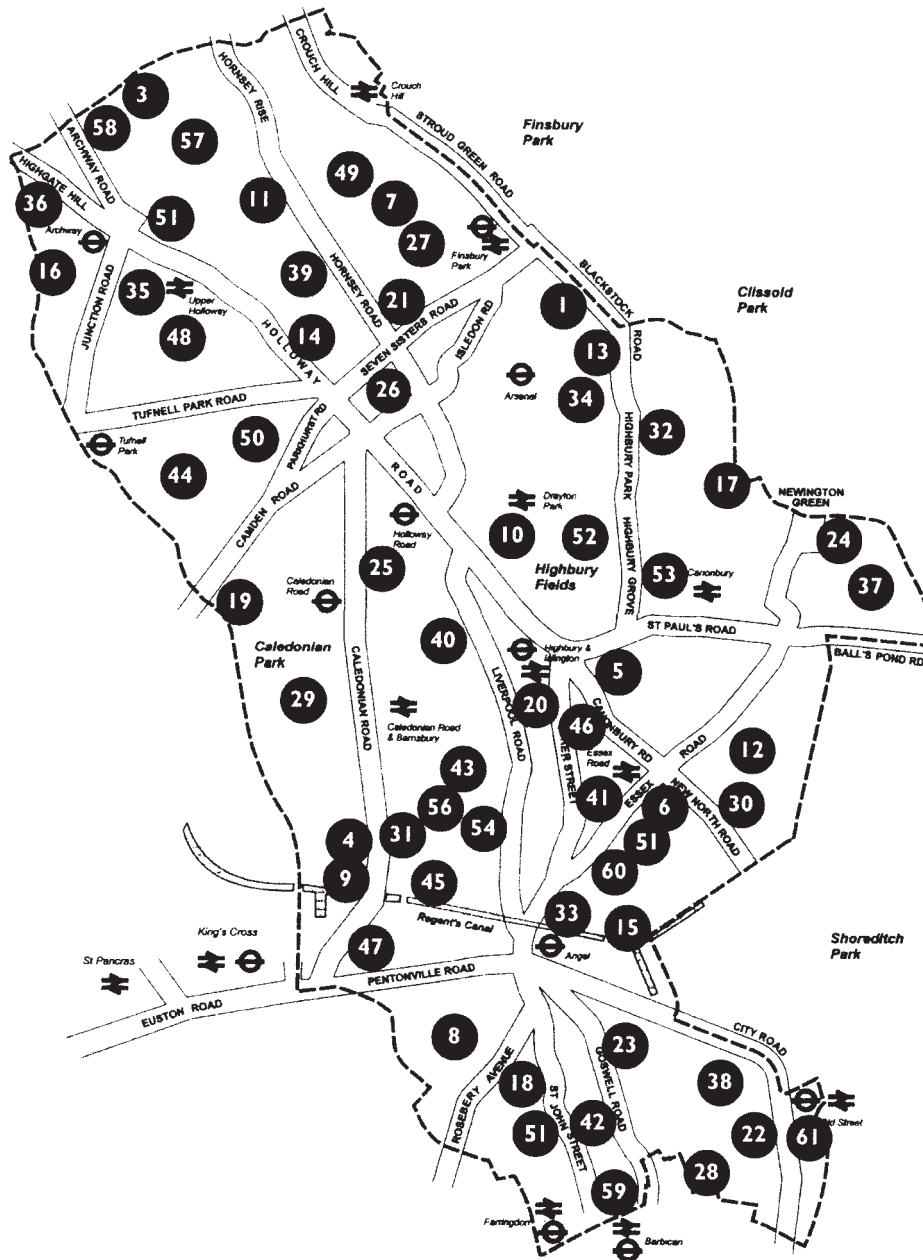 CROUCH HILL
HORNSEY RISE
Crouch
Hill
3
STROUD GREEN ROAD
Finsbury
Park
58
ARCHWAY ROAD
57
HIGHGATE HILL
49
36
11
7
51
Archway
27
Finsbury
Park
16
39
HORNSEY ROAD
BLACKSTOCK
ROAD
Clissold
Park
35
Upper
Holloway
21
1
JUNCTION ROAD
48
14
HOLLOWAY
SEVEN SISTERS ROAD
ISLEDON RD
13
26
Arsenal
34
TUFNELL PARK ROAD
PARKHURST RD
HIGHBURY PARK
32
Tufnell
Park
50
44
ROAD
17
NEWINGTON
GREEN
CAMDEN ROAD
Drayton
Park
Holloway
Road
10
52
HIGHBURY GROVE
24
Highbury
Fields
25
53
Canonbury
37
19
Caledonian
Road
ST PAUL'S ROAD
BALL'S POND RD
Caledonian
Park
40
Highbury &
Islington
CALEDONIAN ROAD
LIVERPOOL ROAD
5
29
20
Caledonian Road
& Barnsbury
46
CANONBURY RD
12
43
Essex
Road
ESSEX
ROAD
41
STREET
NEW NORTH ROAD
30
56
6
4
31
54
51
9
45
60
Regent's Canal
33
15
King's Cross
47
Angel
Shoreditch
Park
St Pancras
PENTONVILLE ROAD
EUSTON ROAD
CITY ROAD
8
23
ROSEBERY AVENUE
18
GOSWELL ROAD
38
ST JOHN STREET
51
42
22
61
28
59
Farringdon
Barbican